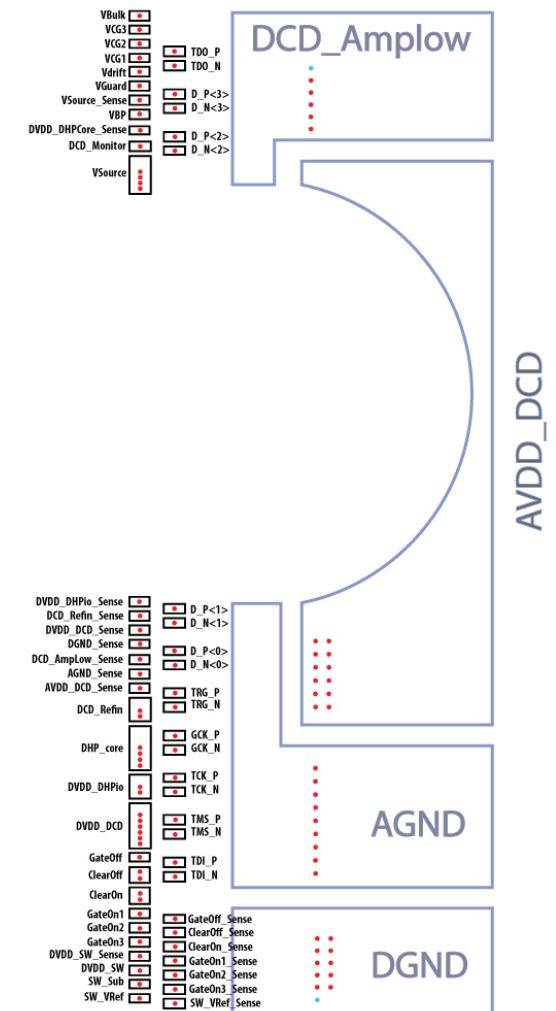 VBulk
VCG3
VCG2
VCG1
Vdrift
VGuard
VSource_Sense
VBP
DVDD_DHPCore_Sense
DCD_Monitor
VSource
TDO_P
TDO_N
D_P<3>
D_N<3>
D_P<2>
D_N<2>
DCD_Amplow
AVDD_DCD
DVDD_DHPio_Sense
DCD_Refin_Sense
DVDD_DCD_Sense
DGND_Sense
DCD_AmpLow_Sense
AGND_Sense
AVDD_DCD_Sense
DCD_Refin
DHP_core
DVDD_DHPio
DVDD_DCD
GateOff
ClearOff
ClearOn
GateOn1
GateOn2
GateOn3
DVDD_SW_Sense
DVDD_SW
SW_Sub
SW_VRef
D_P<1>
D_N<1>
D_P<0>
D_N<0>
TRG_P
TRG_N
GCK_P
GCK_N
TCK_P
TCK_N
TMS_P
TMS_N
TDI_P
TDI_N
GateOff_Sense
ClearOff_Sense
ClearOn_Sense
GateOn1_Sense
GateOn2_Sense
GateOn3_Sense
SW_VRef_Sense
AGND
DGND